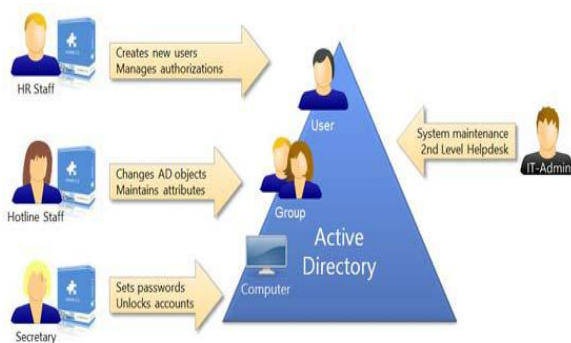 Creates new users
Manages authorizations
HR Staff
User
System maintenance
2nd Level Helpdesk
IT-Admin
Changes AD objects
Maintains attributes
Hotline Staff
Group
Active
Directory
Computer
Sets passwords
Unlocks accounts
Secretary